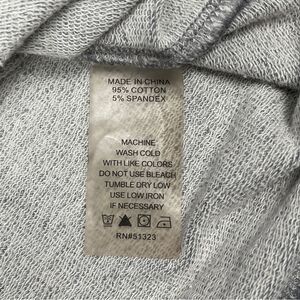 MADE IN CHINA
95% COTTON
5% SPANDEX
MACHINE
WASH COLD
WITH LIKE COLORS
DO NOT USE BLEACH
TUMBLE DRY LOW
USE LOW IRON
IF NECESSARY
RN#51323